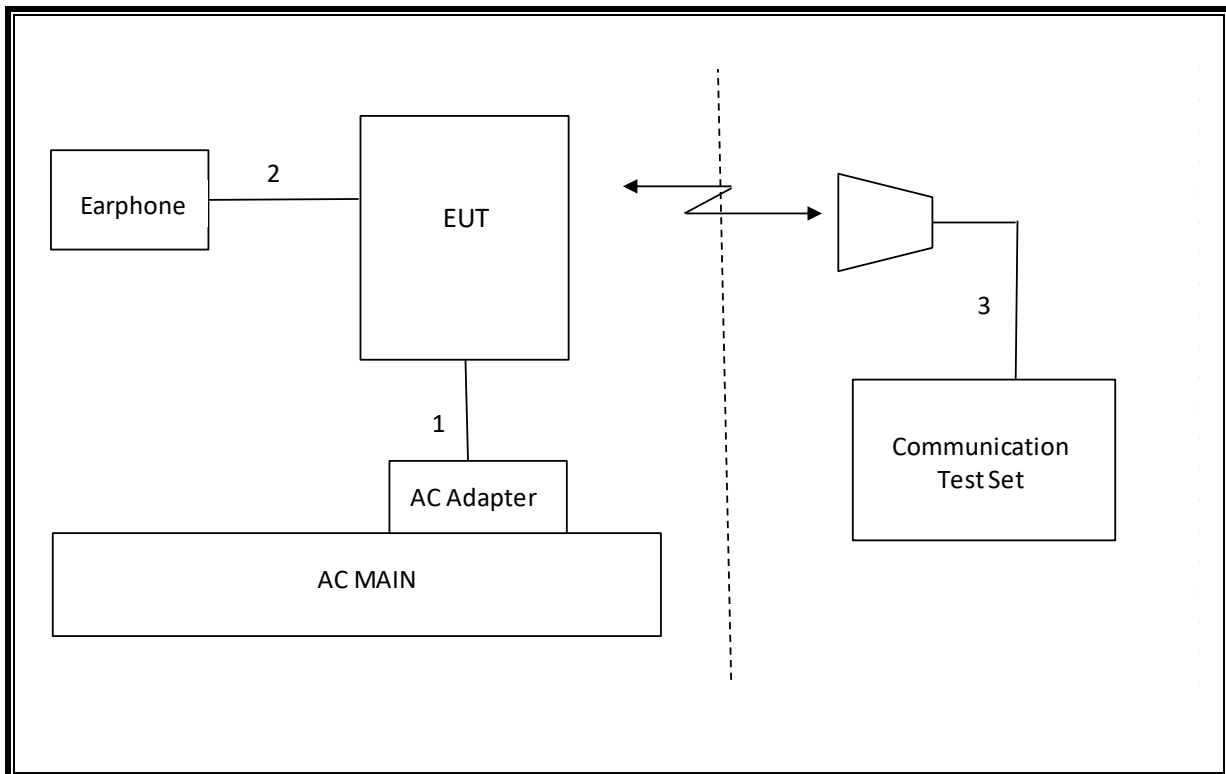 2
Earphone
EUT
3
1
Communication
Test Set
AC Adapter
AC MAIN